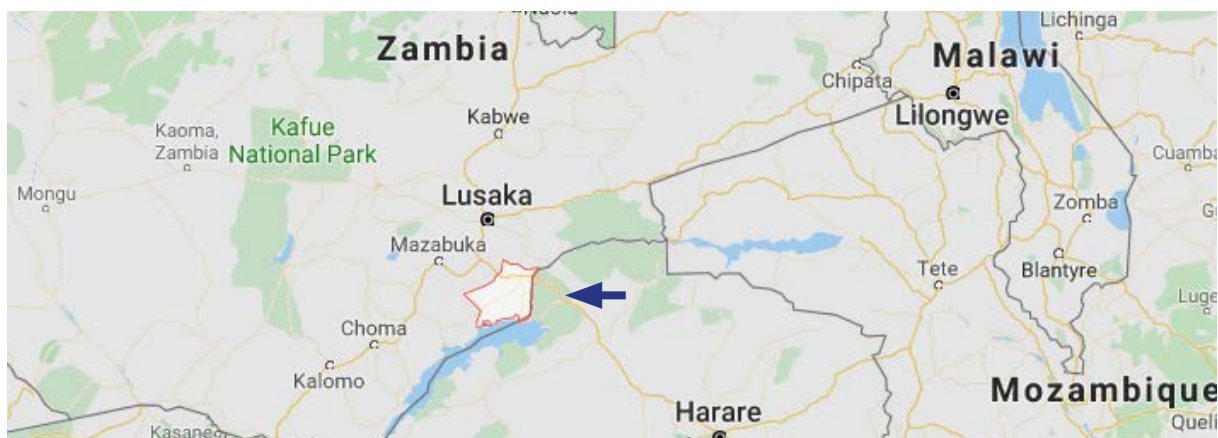 Ndola
Lichinga
Zambia
Malawi
Chipata
Kabwe
Lilongwe
Kaoma,
Zambia
Kafue
National Park
Cuamba
Mongu
Lusaka
Zomba
Mazabuka
Tete
Blantyre
Choma
Kalomo
Mozambique
Harare
Kasane